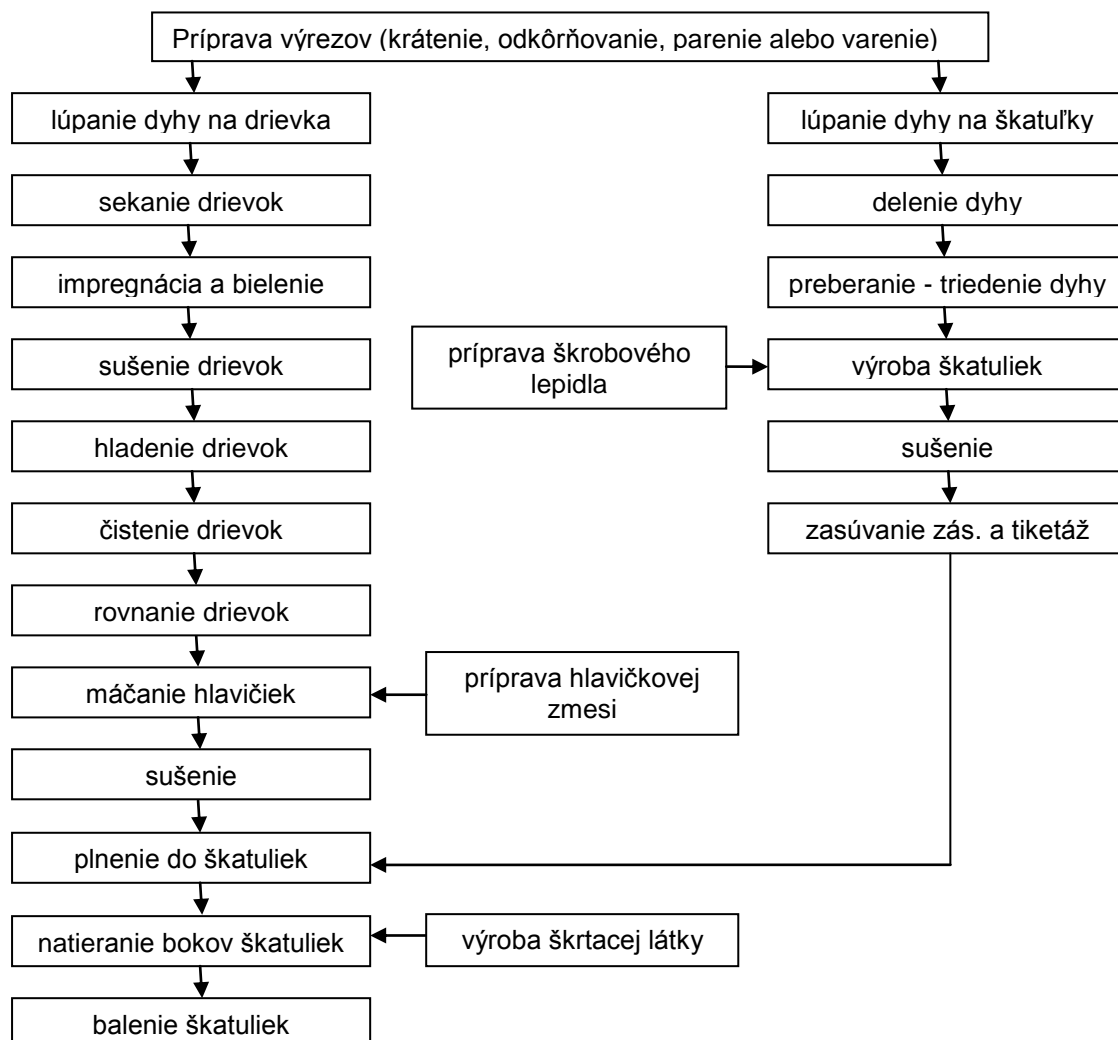 Príprava výrezov (krátenie, odkôrňovanie, parenie alebo varenie)
lúpanie dyhy na drievka
sekanie drievok
impregnácia a bielenie
sušenie drievok
hladenie drievok
čistenie drievok
rovnanie drievok
máčanie hlavičiek
sušenie
plnenie do škatuliek
natieranie bokov škatuliek
balenie škatuliek
príprava škrobového
lepidla
príprava hlavičkovej
zmesi
výroba škrtacej látky
lúpanie dyhy na škatuľky
delenie dyhy
preberanie - triedenie dyhy
výroba škatuliek
sušenie
zasúvanie zás. a tiketáž